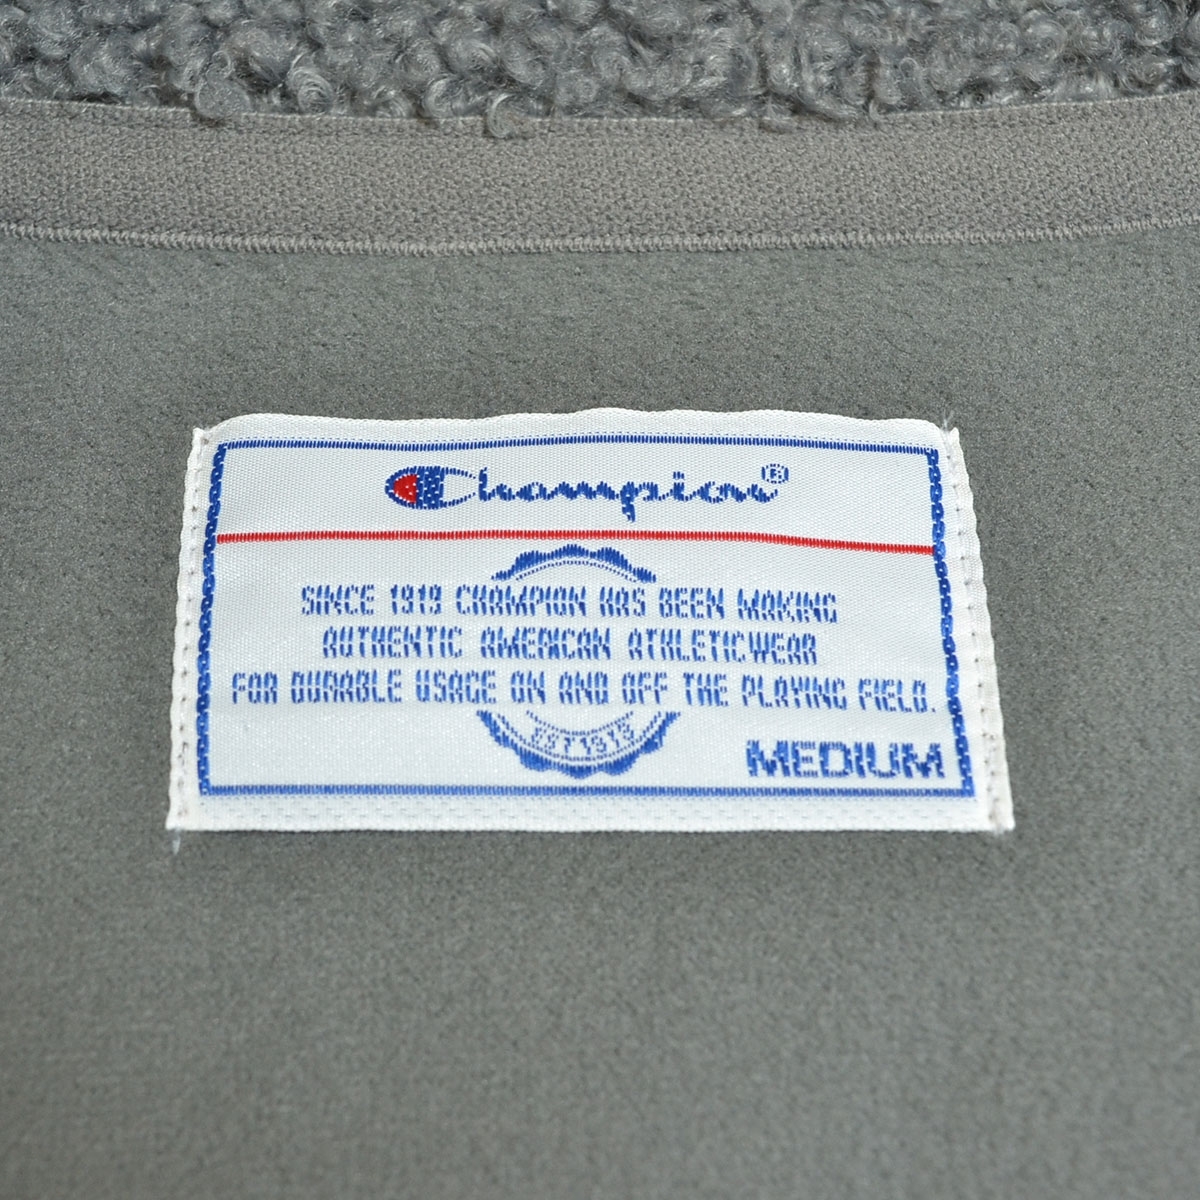 Champion®
SINCE 1919 CHAMPION HAS BEEN MAKING
AUTHENTIC AMERICAN ATHLETICWEAR
FOR DURABLE USAGE ON AND OFF THE PLAYING FIELD.
EST 1919
MEDIUM